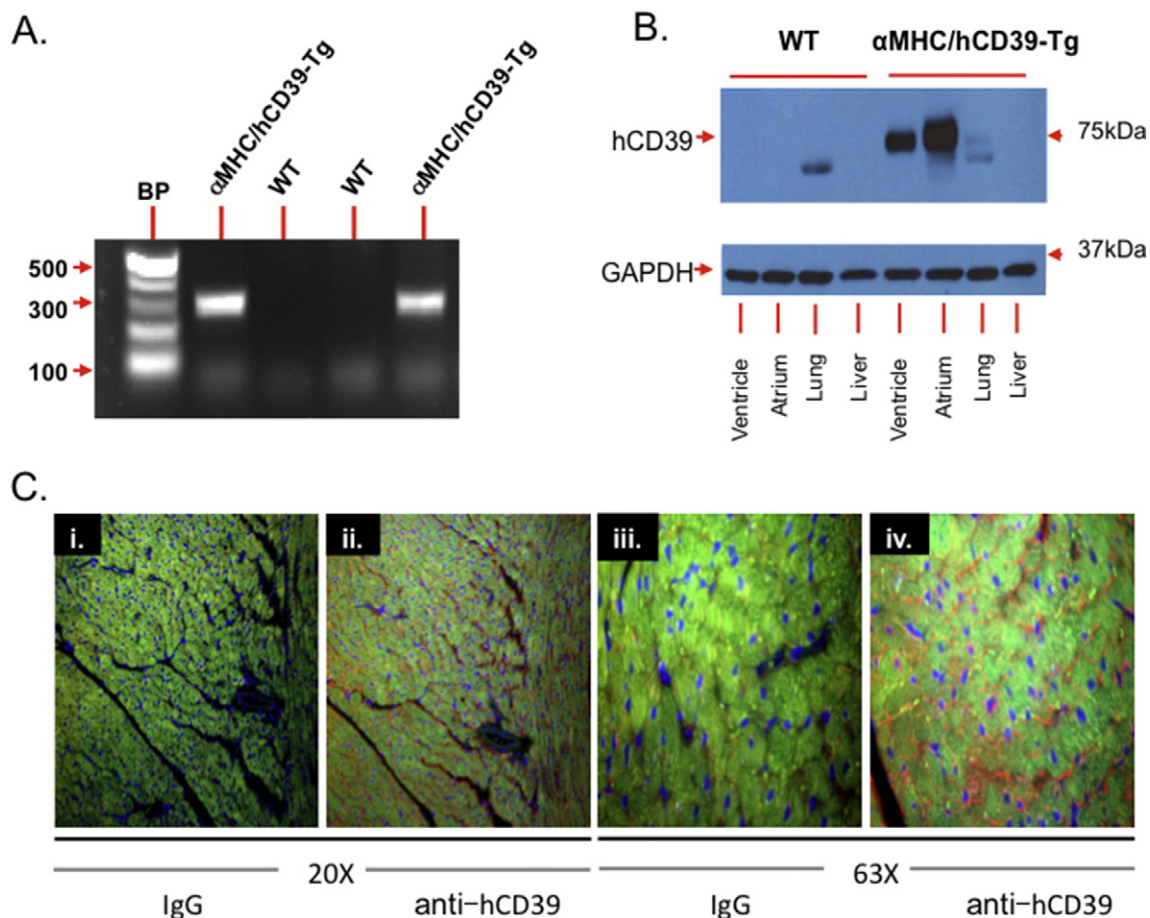 A.
αMHC/hCD39-Tg
WT
WT
αMHC/hCD39-Tg
BP
500
300
100
B.
WT
αMHC/hCD39-Tg
hCD39
75kDa
37kDa
GAPDH
Ventricle
Atrium
Lung
Liver
Ventricle
Atrium
Lung
Liver
C.
i.
ii.
iii.
iv.
20X
63X
IgG
anti-hCD39
IgG
anti-hCD39